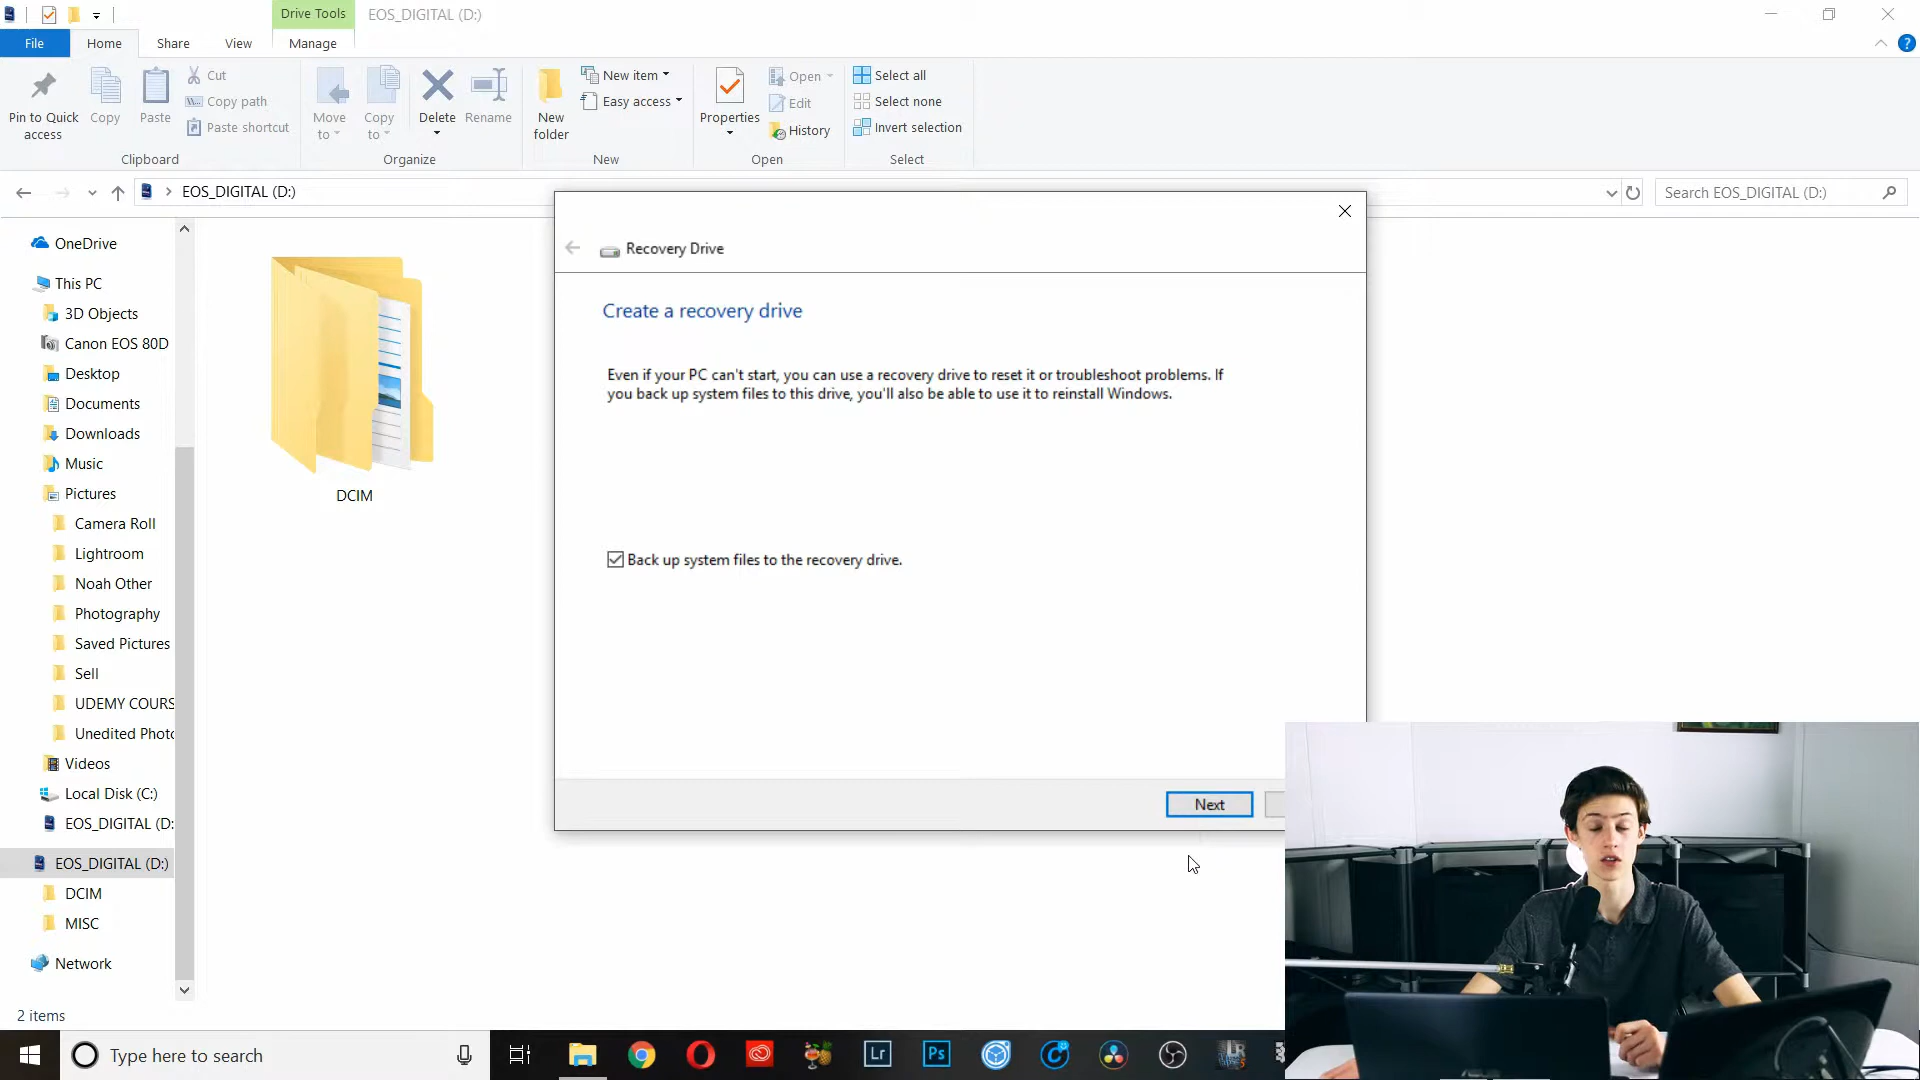 Drive Tools
EOS_DIGITAL (D:)
File
Home
Share
View
Manage
Pin to Quick access
Copy
Paste
Cut
Copy path
Paste shortcut
Clipboard
Move to
Copy to
Delete
Rename
Organize
New folder
New item
Easy access
New
Properties
Open
Edit
History
Open
Select all
Select none
Invert selection
Select
EOS_DIGITAL (D:)
Search EOS_DIGITAL (D:)
OneDrive
This PC
3D Objects
Canon EOS 80D
Desktop
Documents
Downloads
Music
Pictures
Camera Roll
Lightroom
Noah Other
Photography
Saved Pictures
Sell
UDEMY COURS
Unedited Phot
Videos
Local Disk (C:)
EOS_DIGITAL (D:
EOS_DIGITAL (D:)
DCIM
MISC
Network
2 items
DCIM
Recovery Drive
Create a recovery drive
Even if your PC can't start, you can use a recovery drive to reset it or troubleshoot problems. If
you back up system files to this drive, you'll also be able to use it to reinstall Windows.
Back up system files to the recovery drive.
Next
Type here to search
Lr
Ps
LR